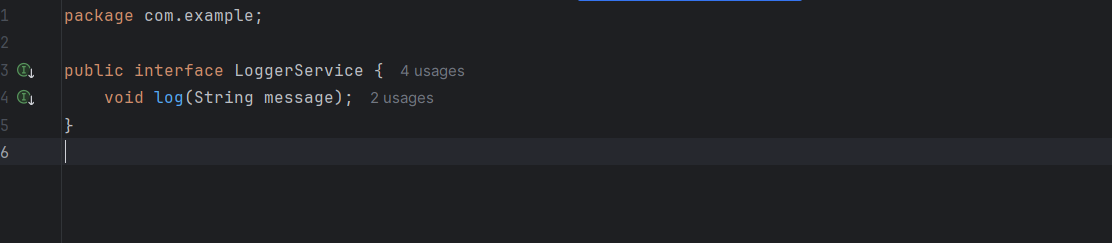 1 package com.example;
2
3 public interface LoggerService { 4 usages
4     void log(String message); 2 usages
5 }
6